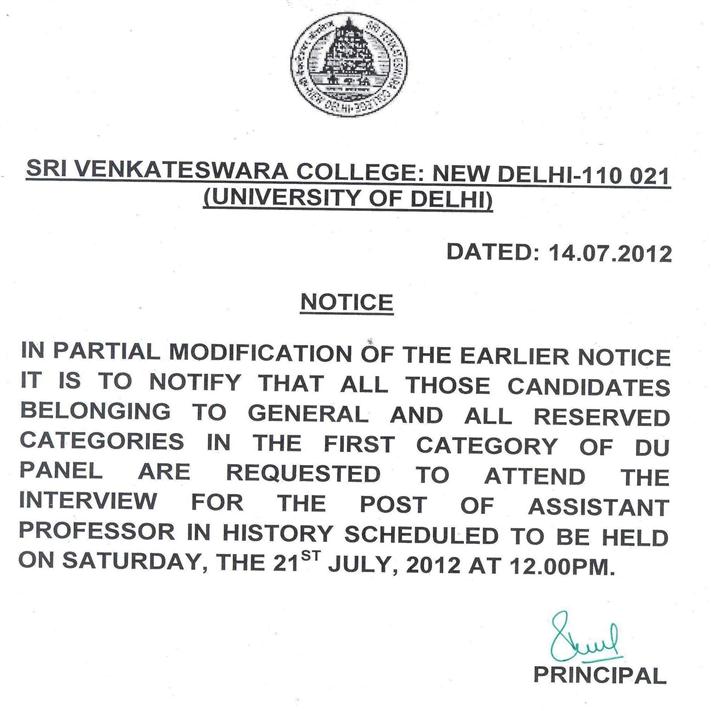 SRI VENKATESWARA COLLEGE
NEW DELHI
SRI VENKATESWARA COLLEGE: NEW DELHI-110 021
(UNIVERSITY OF DELHI)
DATED: 14.07.2012
NOTICE
IN PARTIAL MODIFICATION OF THE EARLIER NOTICE
IT IS TO NOTIFY THAT ALL THOSE CANDIDATES
BELONGING TO GENERAL AND ALL RESERVED
CATEGORIES IN THE FIRST CATEGORY OF DU
PANEL ARE REQUESTED TO ATTEND THE
INTERVIEW FOR THE POST OF ASSISTANT
PROFESSOR IN HISTORY SCHEDULED TO BE HELD
ON SATURDAY, THE 21ST JULY, 2012 AT 12.00PM.
PRINCIPAL